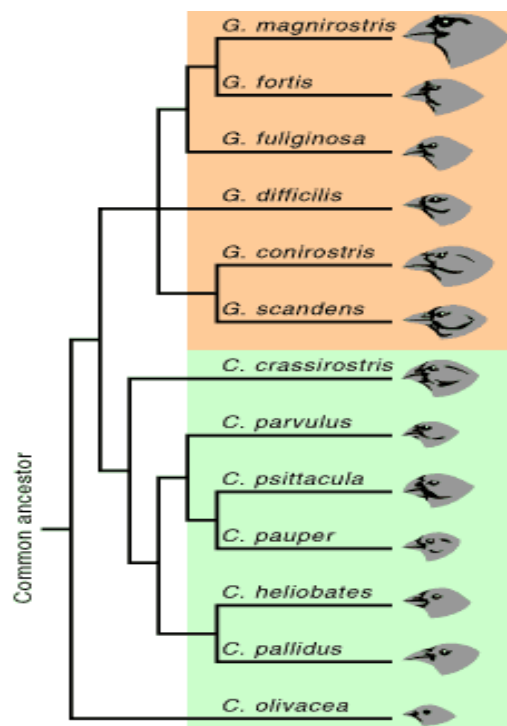 G. magnirostris
G. fortis
G. fuliginosa
G. difficilis
G. conirostris
G. scandens
C. crassirostris
C. parvulus
C. psittacula
C. pauper
C. heliobates
C. pallidus
C. olivacea
Common ancestor